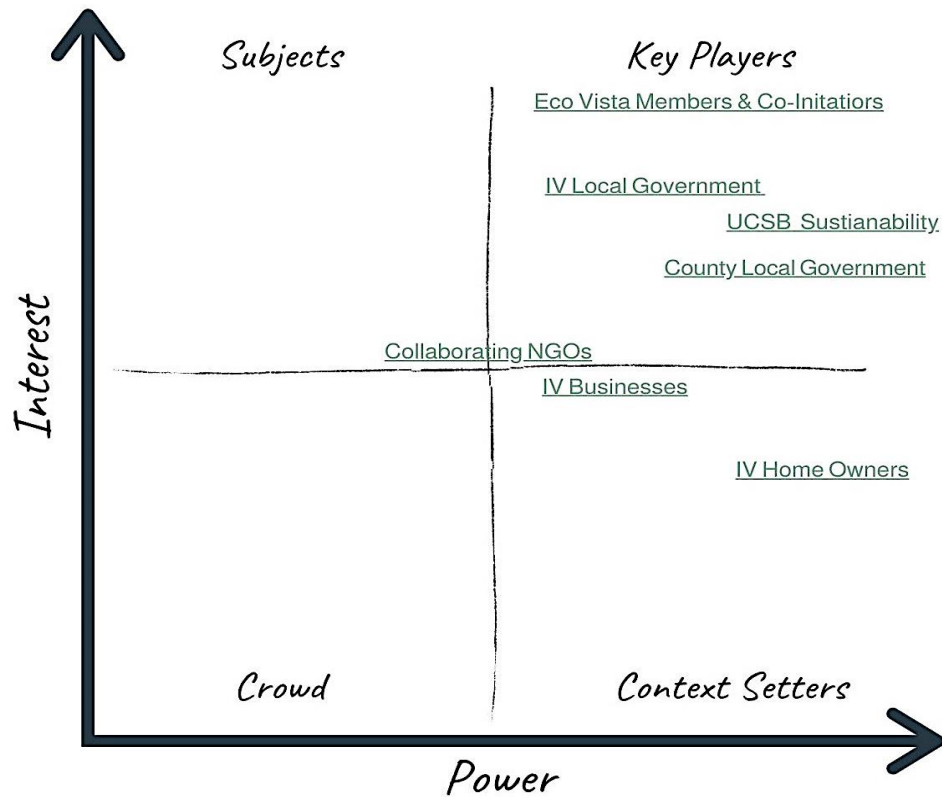 Subjects
Key Players
Eco Vista Members & Co-Initatiors
IV Local Government
UCSB Sustianability
County Local Government
Interest
Collaborating NGOs
IV Businesses
IV Home Owners
Crowd
Context Setters
Power